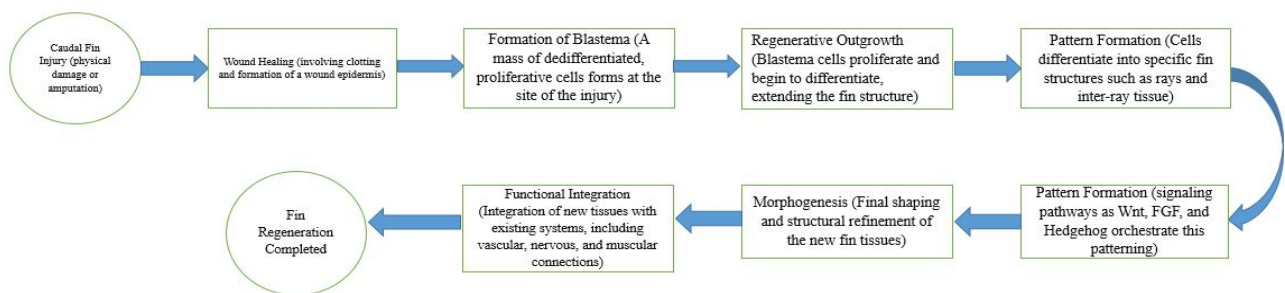 Caudal Fin
Injury (physical
damage or
amputation)
Wound Healing (involving clotting
and formation of a wound epidermis)
Formation of Blastema (A
mass of dedifferentiated,
proliferative cells forms at the
site of the injury)
Regenerative Outgrowth
(Blastema cells proliferate and
begin to differentiate,
extending the fin structure)
Pattern Formation (Cells
differentiate into specific fin
structures such as rays and
inter-ray tissue)
Pattern Formation (signaling
pathways as Wnt, FGF, and
Hedgehog orchestrate this
patterning)
Morphogenesis (Final shaping
and structural refinement of
the new fin tissues)
Functional Integration
(Integration of new tissues with
existing systems, including
vascular, nervous, and muscular
connections)
Fin
Regeneration
Completed